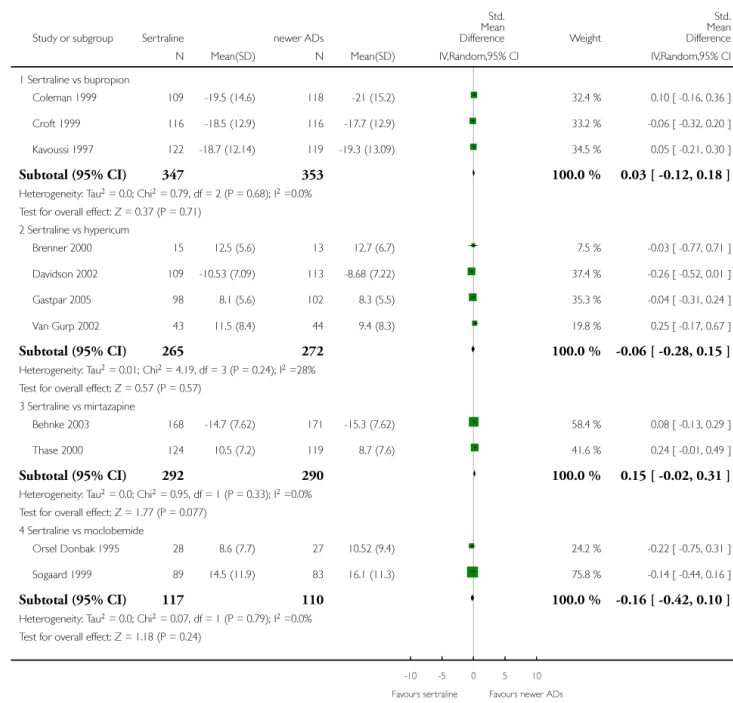 Study or subgroup Sertraline newer ADs Std. Mean Difference Weight Std. Mean Difference
N Mean(SD) N Mean(SD) IV,Random,95% CI IV,Random,95% CI
1 Sertraline vs bupropion
Coleman 1999 109 -19.5 (14.6) 118 -21 (15.2) 32.4 % 0.10 [ -0.16, 0.36 ]
Croft 1999 116 -18.5 (12.9) 116 -17.7 (12.9) 33.2 % -0.06 [ -0.32, 0.20 ]
Kavoussi 1997 122 -18.7 (12.14) 119 -19.3 (13.09) 34.5 % 0.05 [ -0.21, 0.30 ]
Subtotal (95% CI) 347 353 100.0 % 0.03 [ -0.12, 0.18 ]
Heterogeneity: Tau² = 0.0; Chi² = 0.79, df = 2 (P = 0.68); I² =0.0%
Test for overall effect: Z = 0.37 (P = 0.71)
2 Sertraline vs hypericum
Brenner 2000 15 12.5 (5.6) 13 12.7 (6.7) 7.5 % -0.03 [ -0.77, 0.71 ]
Davidson 2002 109 -10.53 (7.09) 113 -8.68 (7.22) 37.4 % -0.26 [ -0.52, 0.01 ]
Gastpar 2005 98 8.1 (5.6) 102 8.3 (5.5) 35.3 % -0.04 [ -0.31, 0.24 ]
Van Gurp 2002 43 11.5 (8.4) 44 9.4 (8.3) 19.8 % 0.25 [ -0.17, 0.67 ]
Subtotal (95% CI) 265 272 100.0 % -0.06 [ -0.28, 0.15 ]
Heterogeneity: Tau² = 0.01; Chi² = 4.19, df = 3 (P = 0.24); I² =28%
Test for overall effect: Z = 0.57 (P = 0.57)
3 Sertraline vs mirtazapine
Behnke 2003 168 -14.7 (7.62) 171 -15.3 (7.62) 58.4 % 0.08 [ -0.13, 0.29 ]
Thase 2000 124 10.5 (7.2) 119 8.7 (7.6) 41.6 % 0.24 [ -0.01, 0.49 ]
Subtotal (95% CI) 292 290 100.0 % 0.15 [ -0.02, 0.31 ]
Heterogeneity: Tau² = 0.0; Chi² = 0.95, df = 1 (P = 0.33); I² =0.0%
Test for overall effect: Z = 1.77 (P = 0.077)
4 Sertraline vs moclobemide
Orsel Donbak 1995 28 8.6 (7.7) 27 10.52 (9.4) 24.2 % -0.22 [ -0.75, 0.31 ]
Sogaard 1999 89 14.5 (11.9) 83 16.1 (11.3) 75.8 % -0.14 [ -0.44, 0.16 ]
Subtotal (95% CI) 117 110 100.0 % -0.16 [ -0.42, 0.10 ]
Heterogeneity: Tau² = 0.0; Chi² = 0.07, df = 1 (P = 0.79); I² =0.0%
Test for overall effect: Z = 1.18 (P = 0.24)
-10 -5 0 5 10
Favours sertraline Favours newer ADs